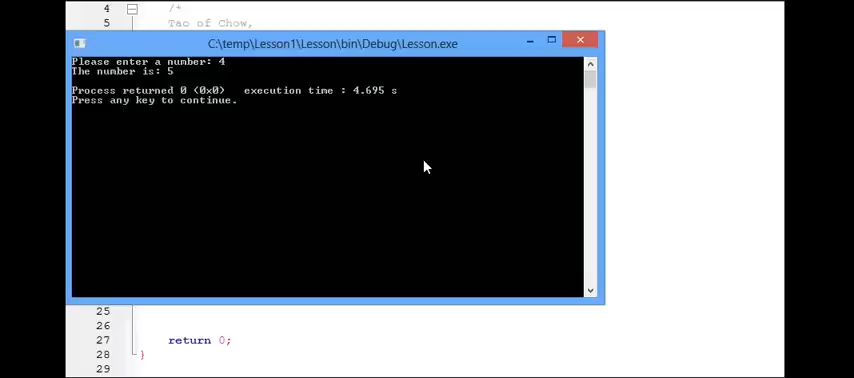 4 /*
5 Tao of Chow,
C:\temp\Lesson1\Lesson\bin\Debug\Lesson.exe
Please enter a number: 4
The number is: 5
Process returned 0 (0x0) execution time : 4.695 s
Press any key to continue.
25
26
27 return 0;
28 }
29